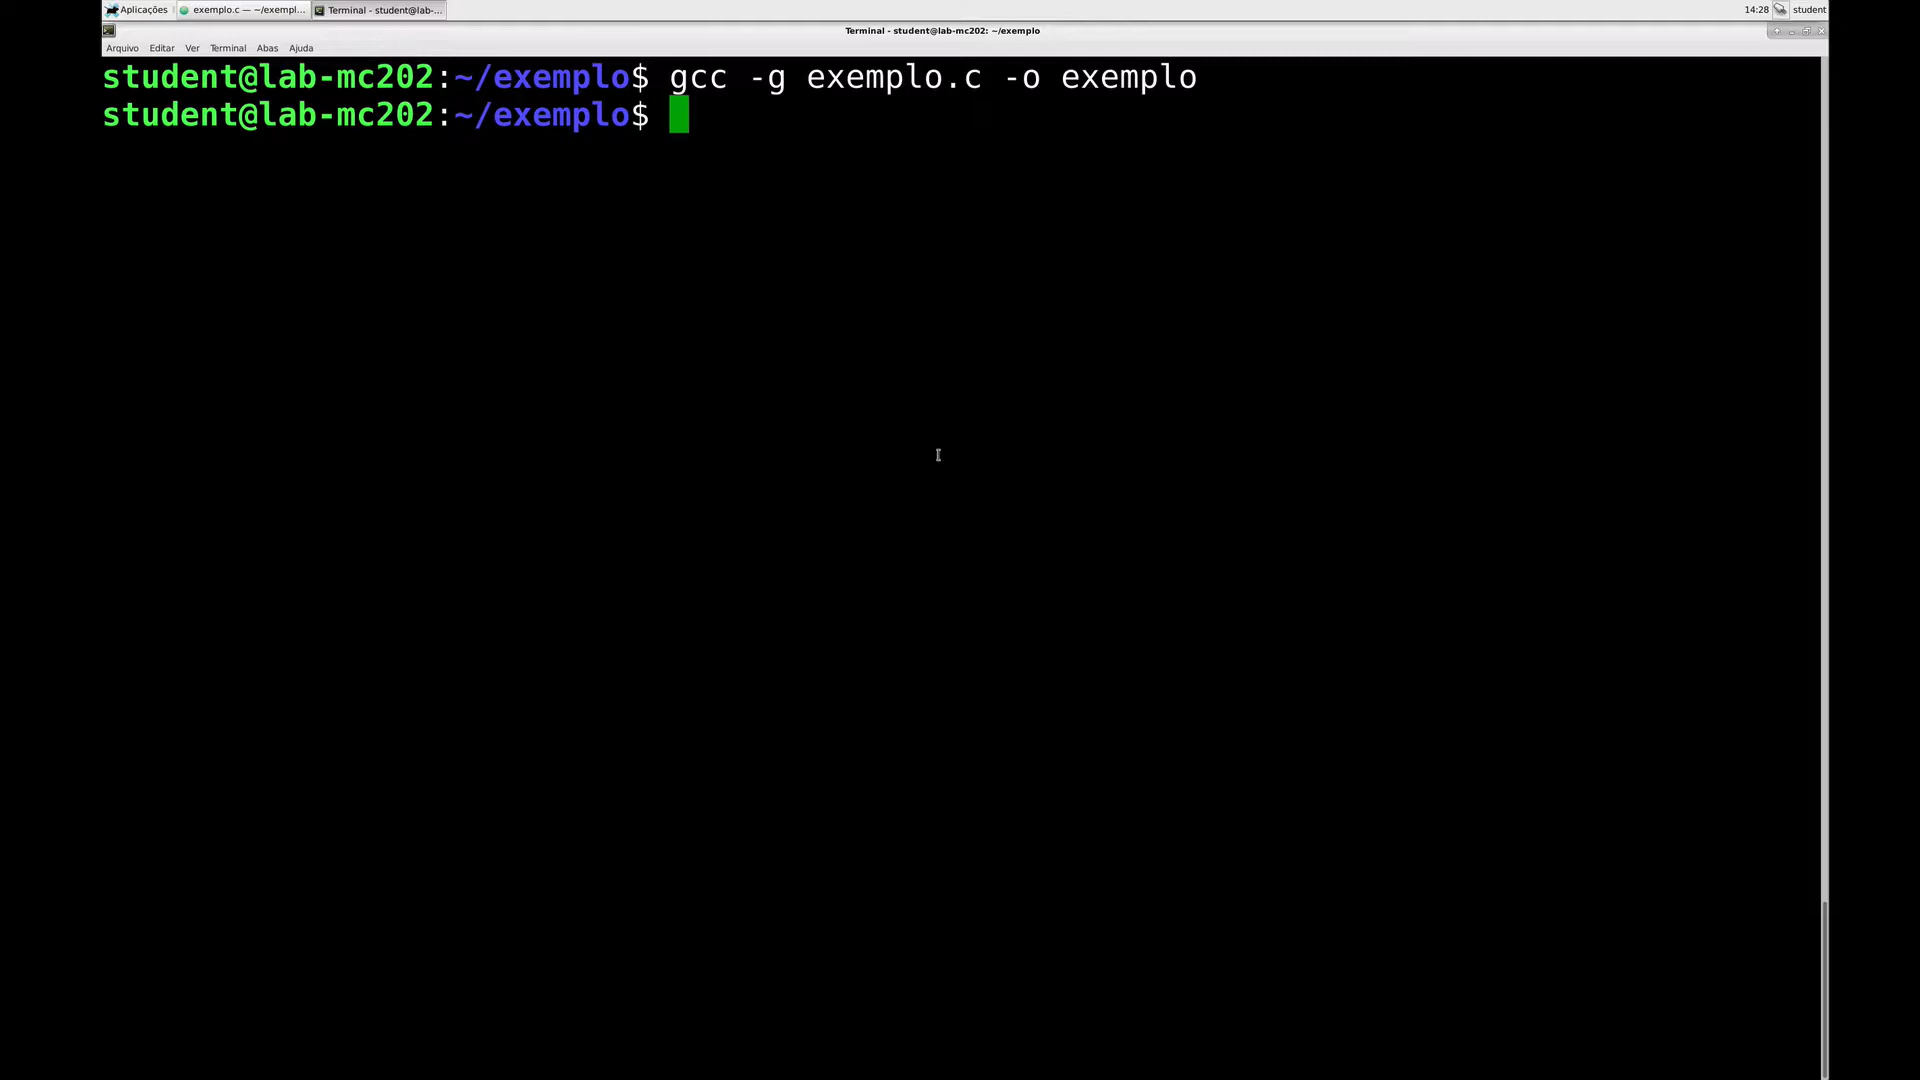 Aplicações exemplo.c — ~/exempl... Terminal - student@lab-... 14:28 student
Terminal - student@lab-mc202: ~/exemplo
Arquivo Editar Ver Terminal Abas Ajuda
student@lab-mc202:~/exemplo$ gcc -g exemplo.c -o exemplo
student@lab-mc202:~/exemplo$